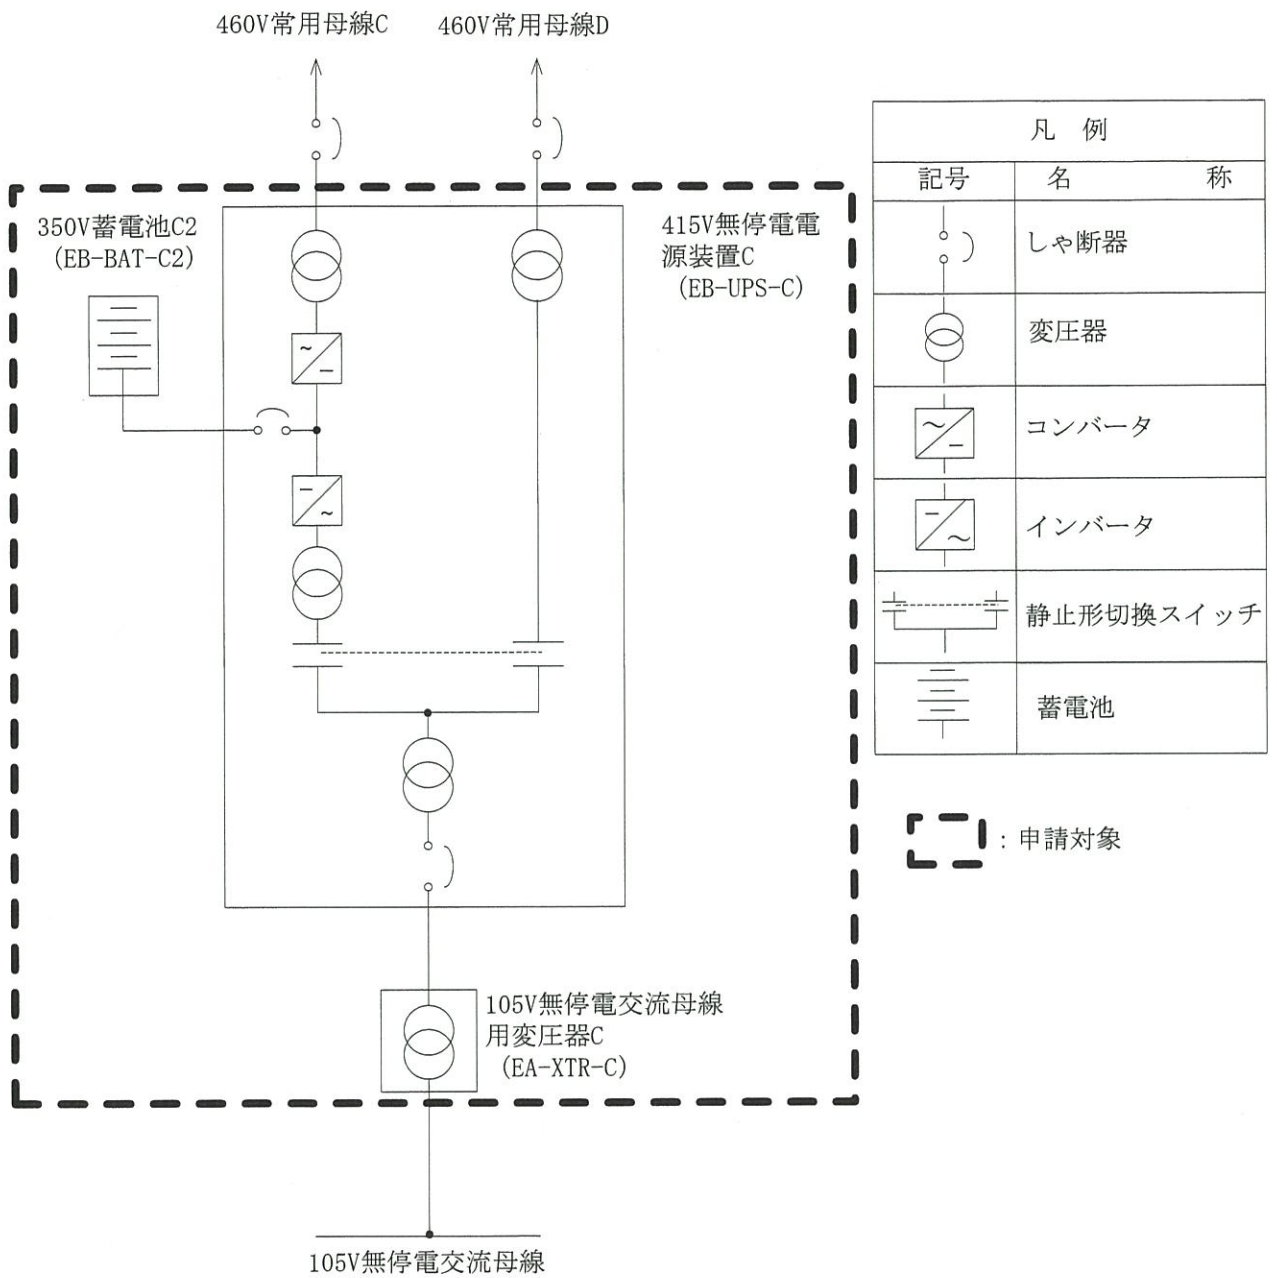 460V常用母線C
460V常用母線D
350V蓄電池C2
(EB-BAT-C2)
415V無停電電
源装置C
(EB-UPS-C)
105V無停電交流母線
用変圧器C
(EA-XTR-C)
105V無停電交流母線
凡 例
記号 名 称
しゃ断器
変圧器
コンバータ
インバータ
静止形切換スイッチ
蓄電池
: 申請対象